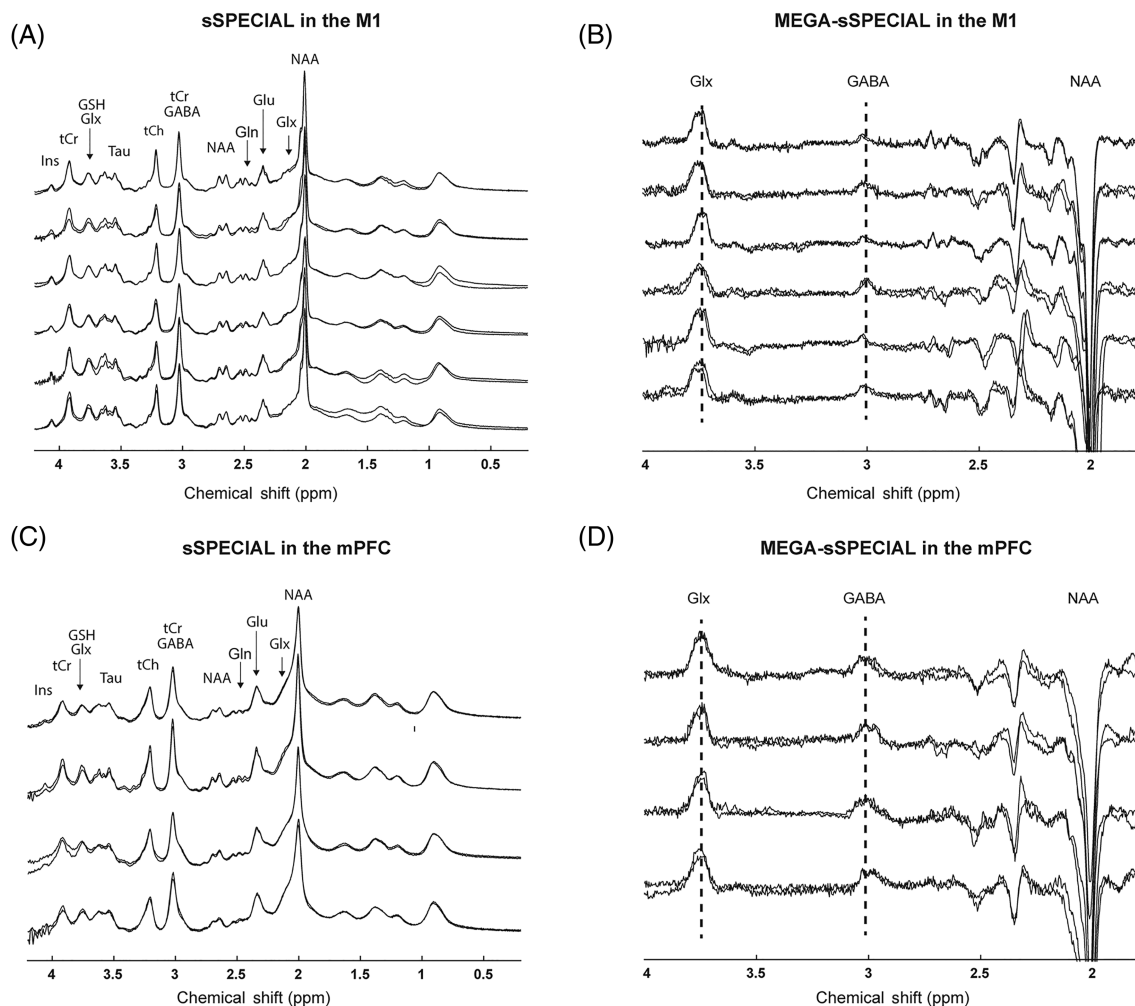 (A)
sSPECIAL in the M1
NAA
tCr
GABA
GSH
Glx
tCr
Ins
Tau
tCh
NAA
Gln
Glu
Glx
4 3.5 3 2.5 2 1.5 1 0.5
Chemical shift (ppm)
(B)
MEGA-sSPECIAL in the M1
Glx GABA NAA
4 3.5 3 2.5 2
Chemical shift (ppm)
(C)
sSPECIAL in the mPFC
NAA
tCr
GABA
GSH
Glx
tCr
Ins
Tau
tCh
NAA
Gln
Glu
Glx
4 3.5 3 2.5 2 1.5 1 0.5
Chemical shift (ppm)
(D)
MEGA-sSPECIAL in the mPFC
Glx GABA NAA
4 3.5 3 2.5 2
Chemical shift (ppm)